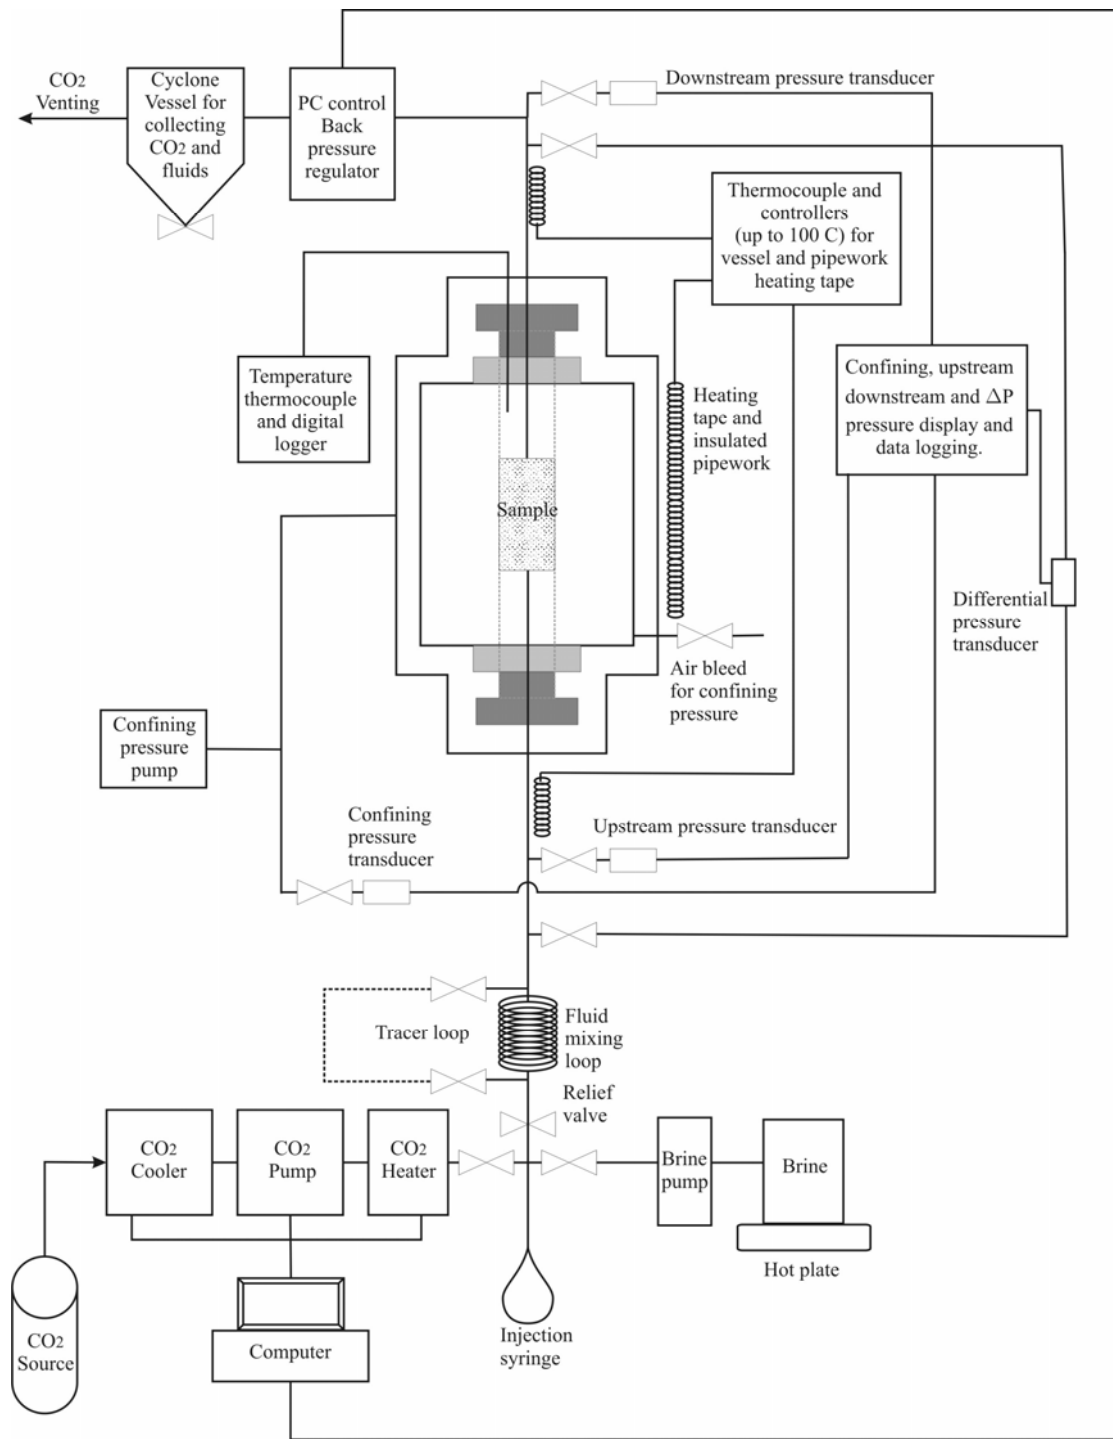 CO2
Venting
Cyclone
Vessel for
collecting
CO2 and
fluids
PC control
Back
pressure
regulator
Downstream pressure transducer
Thermocouple and
controllers
(up to 100 C) for
vessel and pipework
heating tape
Temperature
thermocouple
and digital
logger
Heating
tape and
insulated
pipework
Confining, upstream
downstream and ΔP
pressure display and
data logging.
Sample
Differential
pressure
transducer
Air bleed
for confining
pressure
Confining
pressure
pump
Confining
pressure
transducer
Upstream pressure transducer
Tracer loop
Fluid
mixing
loop
Relief
valve
CO2
Cooler
CO2
Pump
CO2
Heater
Brine
pump
Brine
Hot plate
CO2
Source
Computer
Injection
syringe